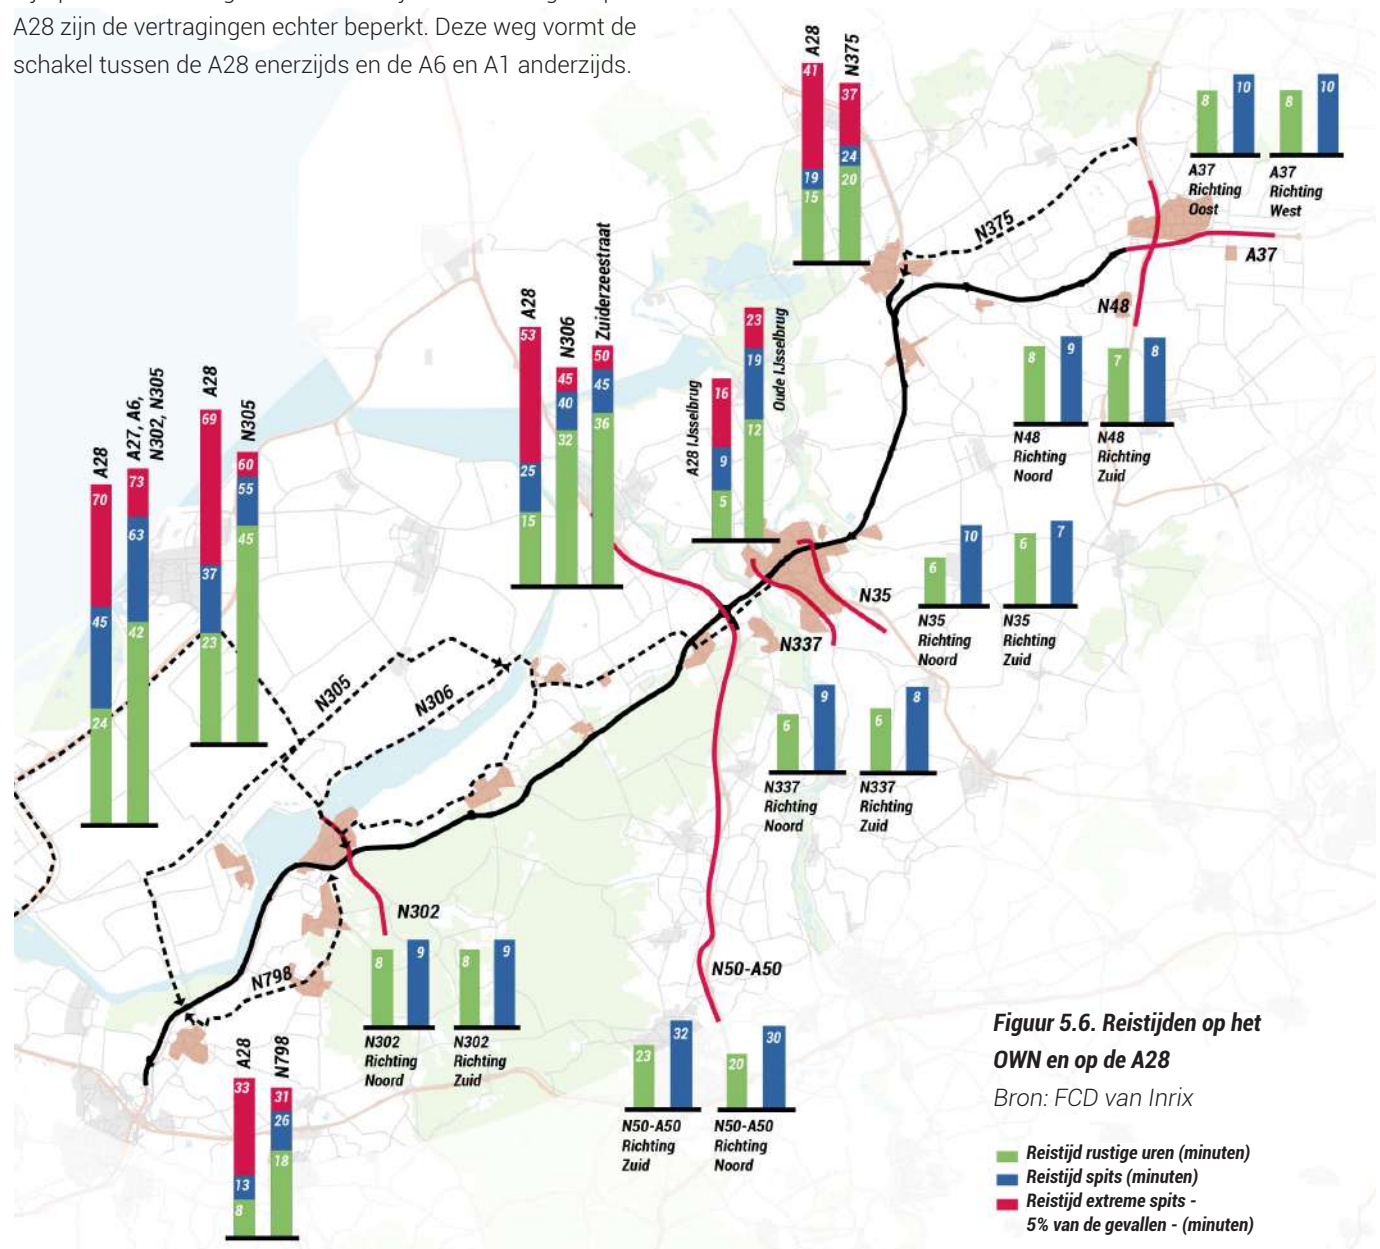 A28 zijn de vertragingen echter beperkt. Deze weg vormt de
schakel tussen de A28 enerzijds en de A6 en A1 anderzijds.
A28
N375
41
19
15
37
24
20
8
10
8
10
A37
Richting
Oost
A37
Richting
West
N375
A37
N48
A28
N306
Zuiderzeestraat
53
25
15
45
40
32
50
45
36
A28 IJsselbrug
Oude IJsselbrug
16
9
5
23
19
12
8
9
7
8
N48
Richting
Noord
N48
Richting
Zuid
A28
A27, A6,
N302, N305
70
45
24
73
63
42
A28
N305
69
37
23
60
55
45
6
10
6
7
N35
Richting
Noord
N35
Richting
Zuid
N35
N337
N305
N306
6
9
6
8
N337
Richting
Noord
N337
Richting
Zuid
N302
N798
N50-A50
8
9
8
9
N302
Richting
Noord
N302
Richting
Zuid
A28
N798
33
13
8
31
26
18
23
32
20
30
N50-A50
Richting
Zuid
N50-A50
Richting
Noord
Figuur 5.6. Reistijden op het
OWN en op de A28
Bron: FCD van Inrix
Reistijd rustige uren (minuten)
Reistijd spits (minuten)
Reistijd extreme spits -
5% van de gevallen - (minuten)